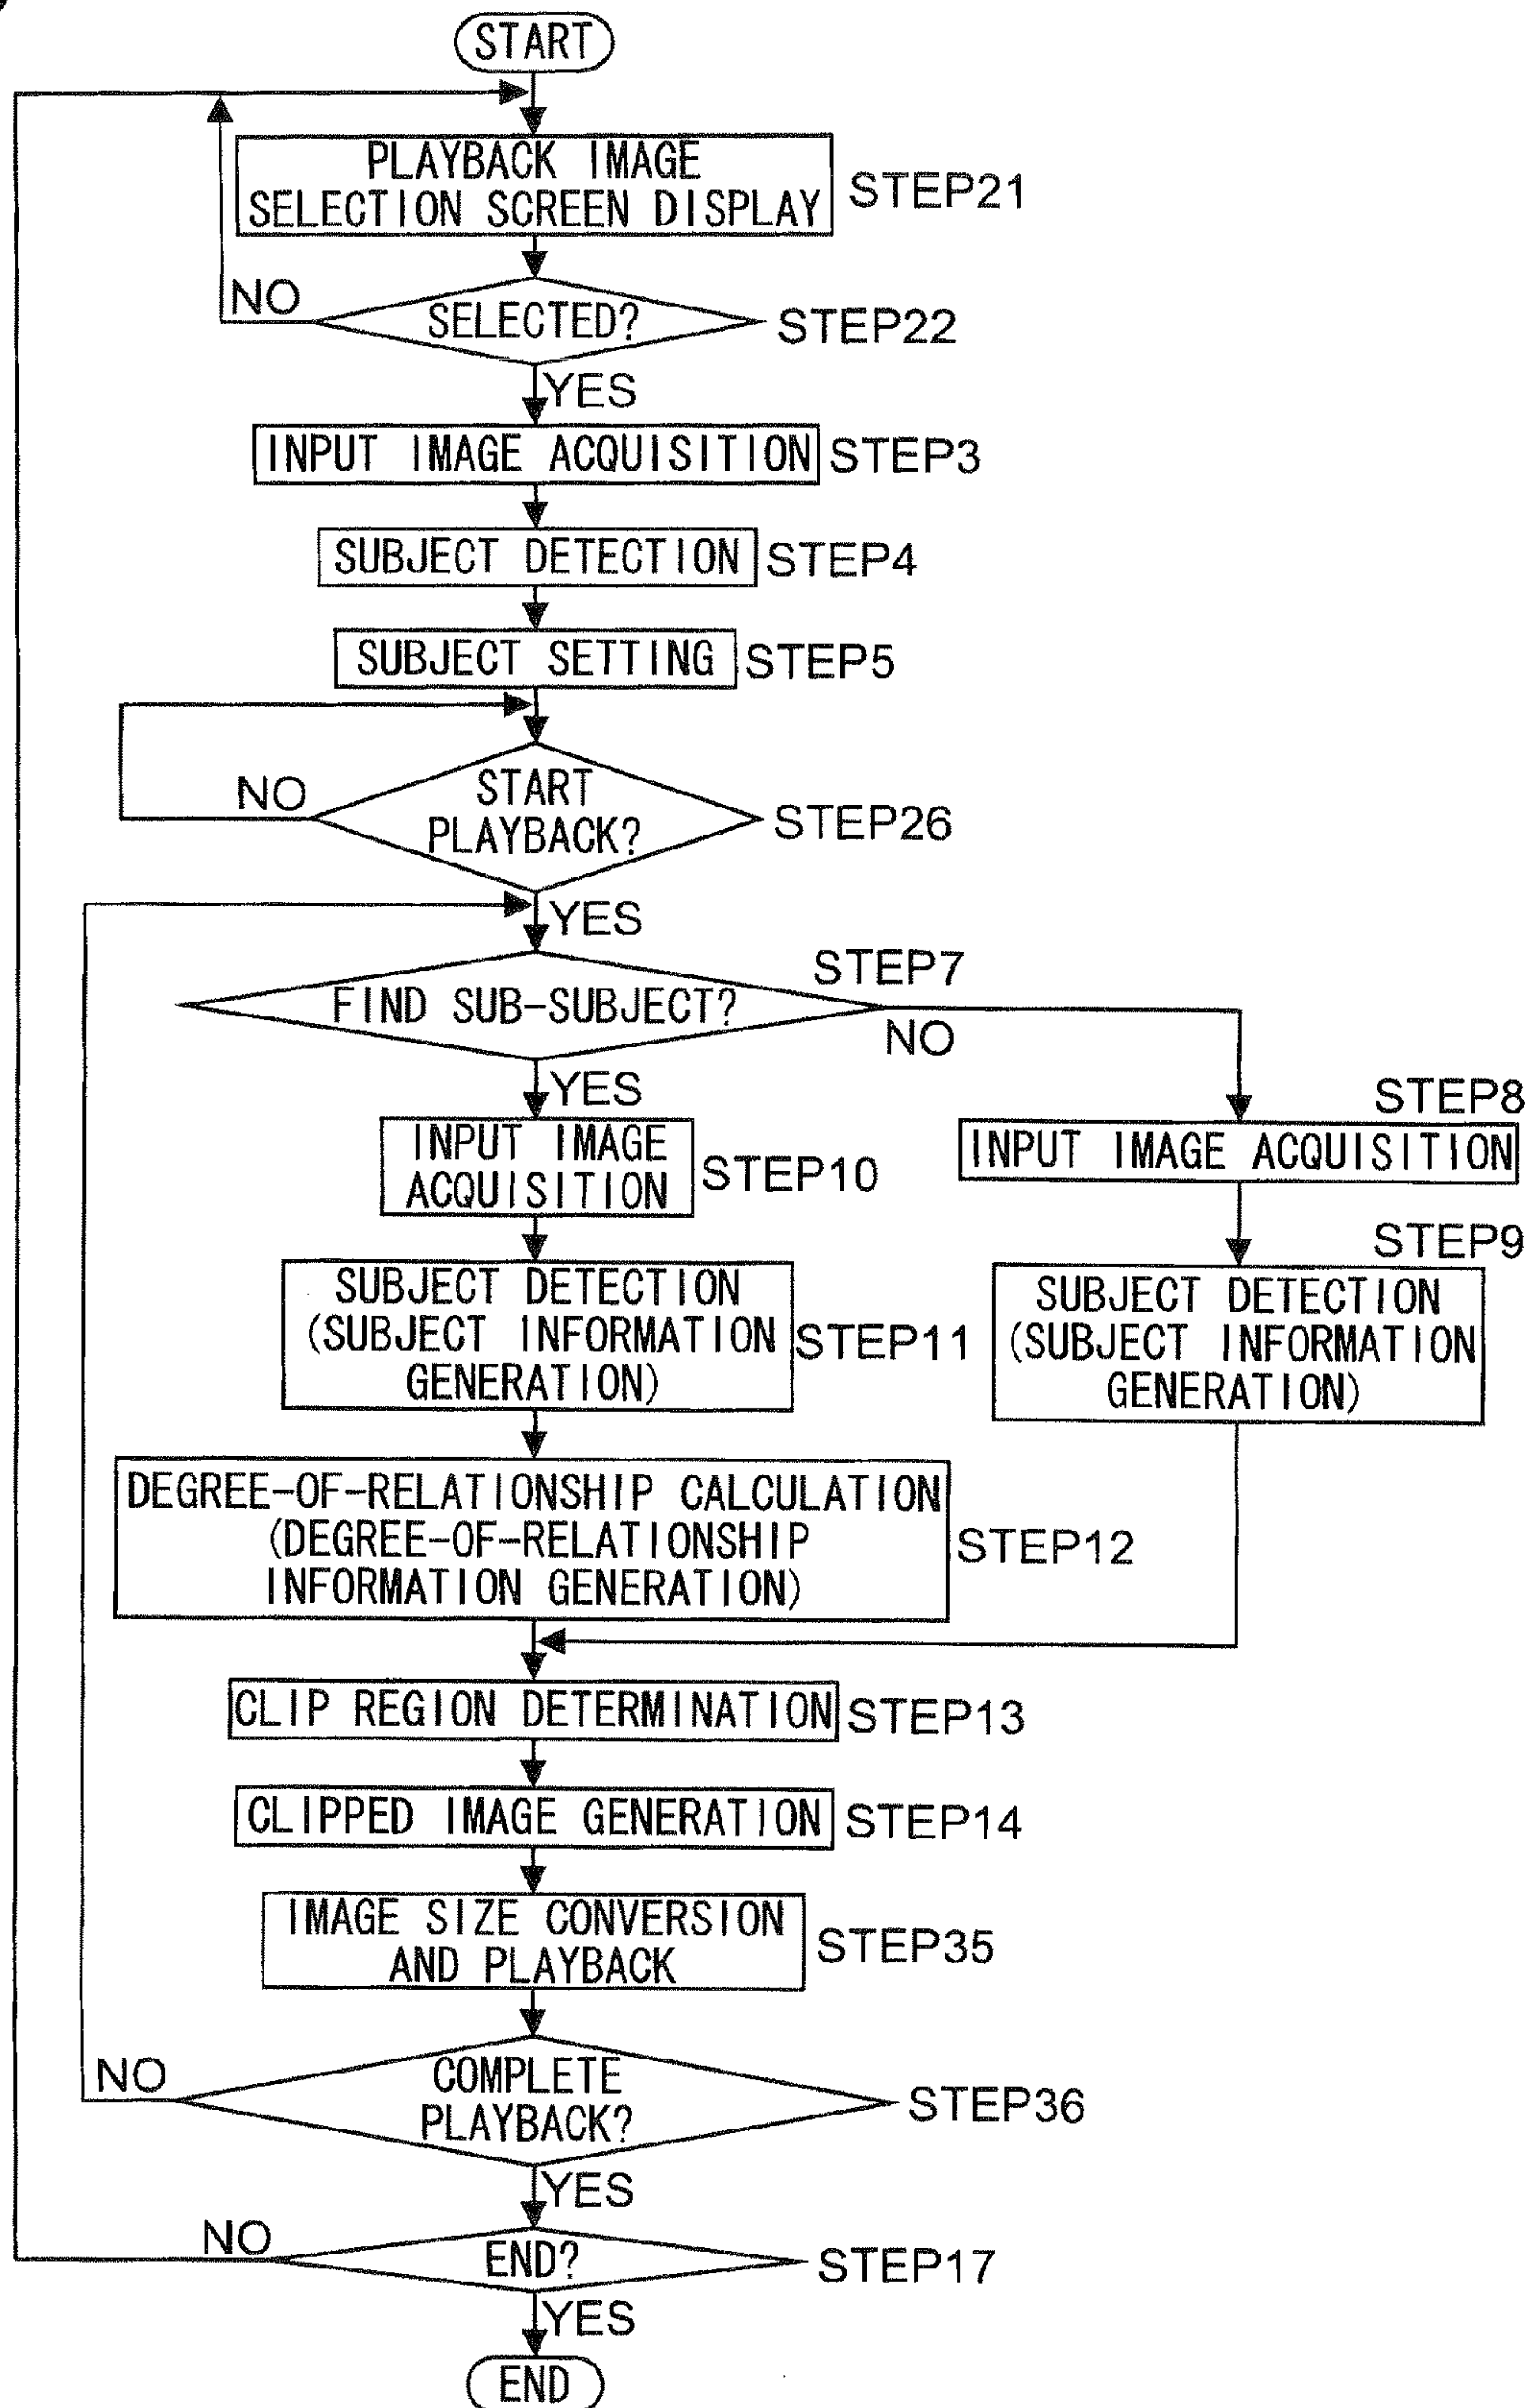 START
PLAYBACK IMAGE
SELECTION SCREEN DISPLAY
STEP21
NO
SELECTED?
STEP22
YES
INPUT IMAGE ACQUISITION
STEP3
SUBJECT DETECTION
STEP4
SUBJECT SETTING
STEP5
NO
START
PLAYBACK?
STEP26
YES
FIND SUB-SUBJECT?
STEP7
NO
YES
INPUT IMAGE
ACQUISITION
STEP10
STEP8
INPUT IMAGE ACQUISITION
SUBJECT DETECTION
(SUBJECT INFORMATION
GENERATION)
STEP11
STEP9
SUBJECT DETECTION
(SUBJECT INFORMATION
GENERATION)
DEGREE-OF-RELATIONSHIP CALCULATION
(DEGREE-OF-RELATIONSHIP
INFORMATION GENERATION)
STEP12
CLIP REGION DETERMINATION
STEP13
CLIPPED IMAGE GENERATION
STEP14
IMAGE SIZE CONVERSION
AND PLAYBACK
STEP35
NO
COMPLETE
PLAYBACK?
STEP36
YES
NO
END?
STEP17
YES
END